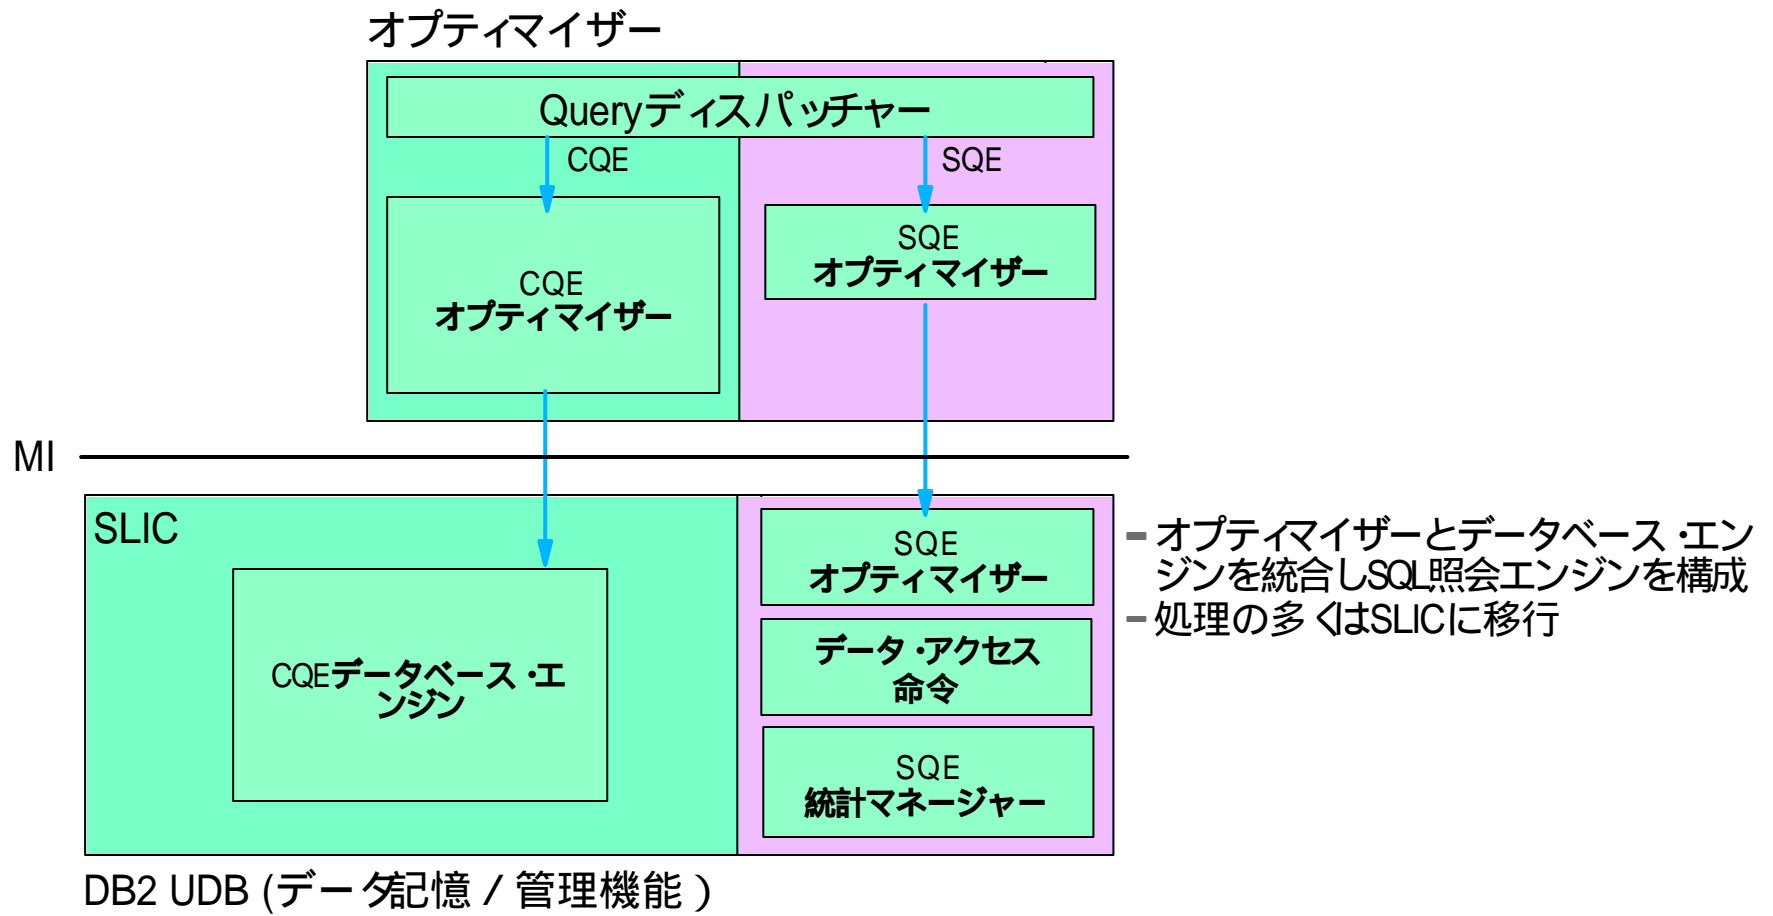 オプティマイザー
Queryディスパッチャー
CQE
SQE
CQE
オプティマイザー
SQE
オプティマイザー
MI
SLIC
CQEデータベース・エ
ンジン
SQE
オプティマイザー
データ・アクセス
命令
SQE
統計マネージャー
- オプティマイザーとデータベース・エン
ジンを統合しSQL照会エンジンを構成
- 処理の多くはSLICに移行
DB2 UDB (データ記憶 / 管理機能 )